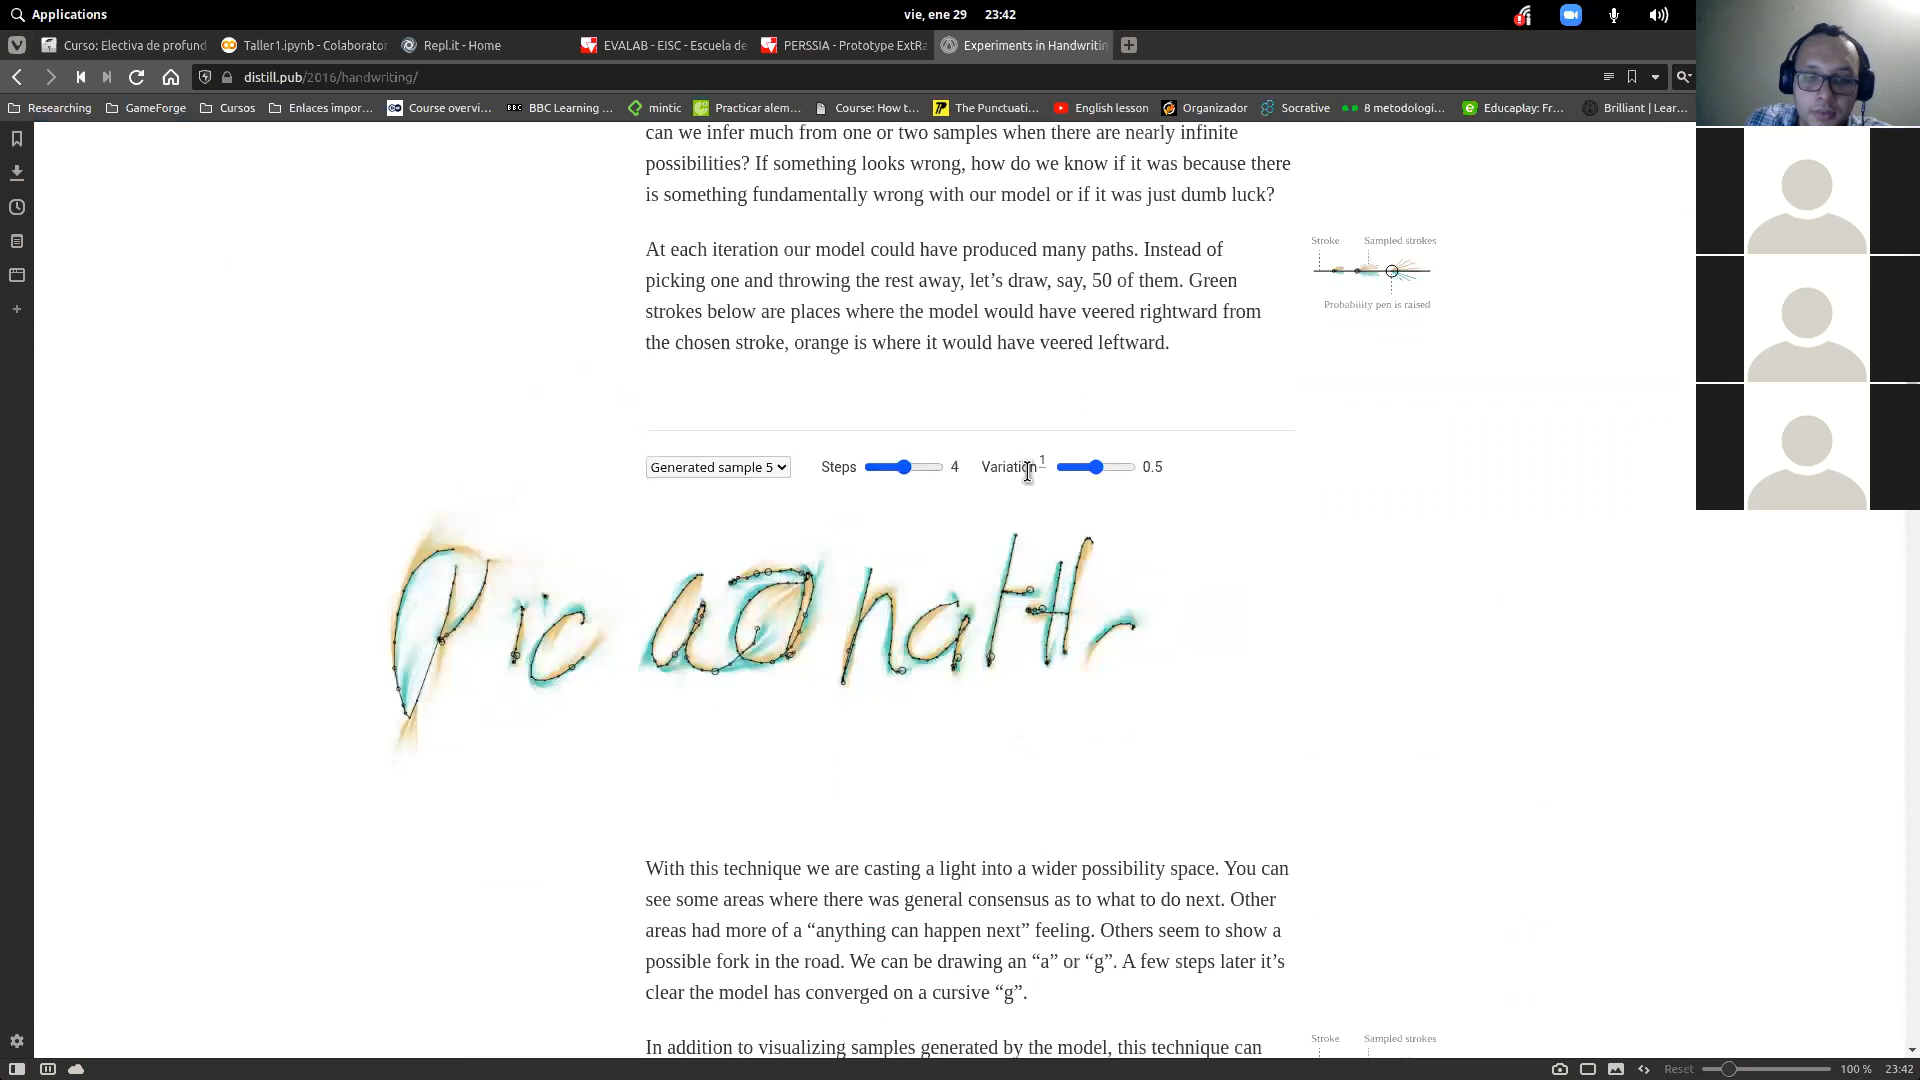 Applications
vie, ene 29 23:42
Curso: Electiva de profund
Taller1.ipynb - Colaborator
Repl.it - Home
EVALAB - EISC - Escuela de
PERSSIA - Prototype ExtRa
Experiments in Handwritin
distill.pub/2016/handwriting/
Researching
GameForge
Cursos
Enlaces impor...
Course overvi...
BBC Learning ...
mintic
Practicar alem...
Course: How t...
The Punctuati...
English lesson
Organizador
Socrative
8 metodologí...
Educaplay: Fr...
Brilliant | Lear...
can we infer much from one or two samples when there are nearly infinite
possibilities? If something looks wrong, how do we know if it was because there
is something fundamentally wrong with our model or if it was just dumb luck?
At each iteration our model could have produced many paths. Instead of
picking one and throwing the rest away, let’s draw, say, 50 of them. Green
strokes below are places where the model would have veered rightward from
the chosen stroke, orange is where it would have veered leftward.
Stroke Sampled strokes
Probability pen is raised
Generated sample 5 Steps 4 Variation 1 0.5
With this technique we are casting a light into a wider possibility space. You can
see some areas where there was general consensus as to what to do next. Other
areas had more of a “anything can happen next” feeling. Others seem to show a
possible fork in the road. We can be drawing an “a” or “g”. A few steps later it’s
clear the model has converged on a cursive “g”.
In addition to visualizing samples generated by the model, this technique can
Stroke Sampled strokes
Reset 100 % 23:42